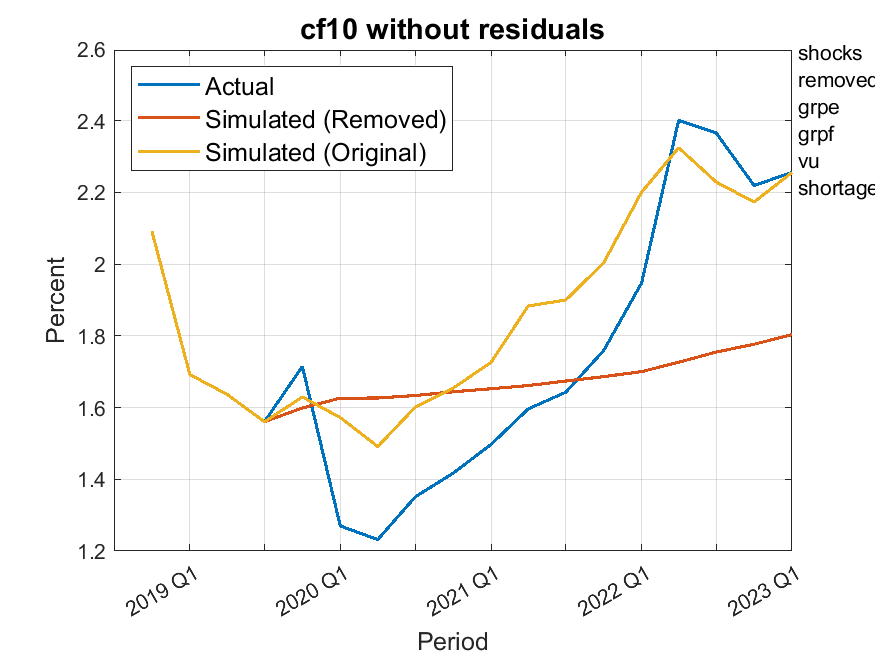 cf10 without residuals
2.6
2.4
2.2
2
1.8
1.6
1.4
1.2
Percent
Actual
Simulated (Removed)
Simulated (Original)
shocks
removed
grpe
grpf
vu
shortage
2019 Q1
2020 Q1
2021 Q1
2022 Q1
2023 Q1
Period